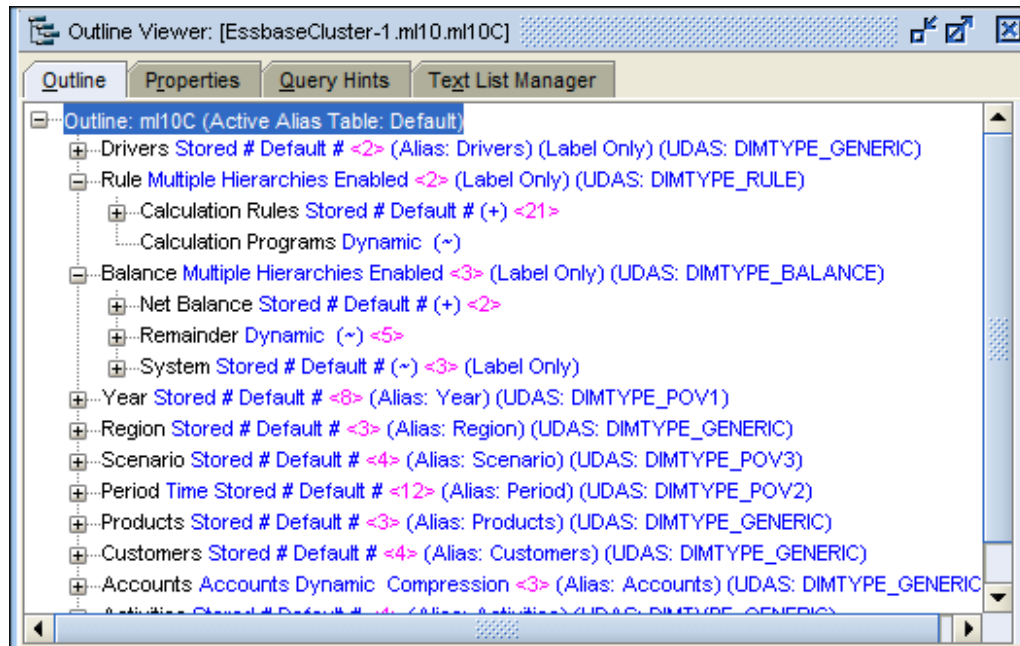 Outline Viewer: [EssbaseCluster-1.ml10.ml10C]
Outline Properties Query Hints Text List Manager
Outline: ml10C (Active Alias Table: Default)
Drivers Stored # Default # <2> (Alias: Drivers) (Label Only) (UDAS: DIMTYPE_GENERIC)
Rule Multiple Hierarchies Enabled <2> (Label Only) (UDAS: DIMTYPE_RULE)
Calculation Rules Stored # Default # (+) <21>
Calculation Programs Dynamic (~)
Balance Multiple Hierarchies Enabled <3> (Label Only) (UDAS: DIMTYPE_BALANCE)
Net Balance Stored # Default # (+) <2>
Remainder Dynamic (~) <5>
System Stored # Default # (~) <3> (Label Only)
Year Stored # Default # <8> (Alias: Year) (UDAS: DIMTYPE_POV1)
Region Stored # Default # <3> (Alias: Region) (UDAS: DIMTYPE_GENERIC)
Scenario Stored # Default # <4> (Alias: Scenario) (UDAS: DIMTYPE_POV3)
Period Time Stored # Default # <12> (Alias: Period) (UDAS: DIMTYPE_POV2)
Products Stored # Default # <3> (Alias: Products) (UDAS: DIMTYPE_GENERIC)
Customers Stored # Default # <4> (Alias: Customers) (UDAS: DIMTYPE_GENERIC)
Accounts Accounts Dynamic Compression <3> (Alias: Accounts) (UDAS: DIMTYPE_GENERIC